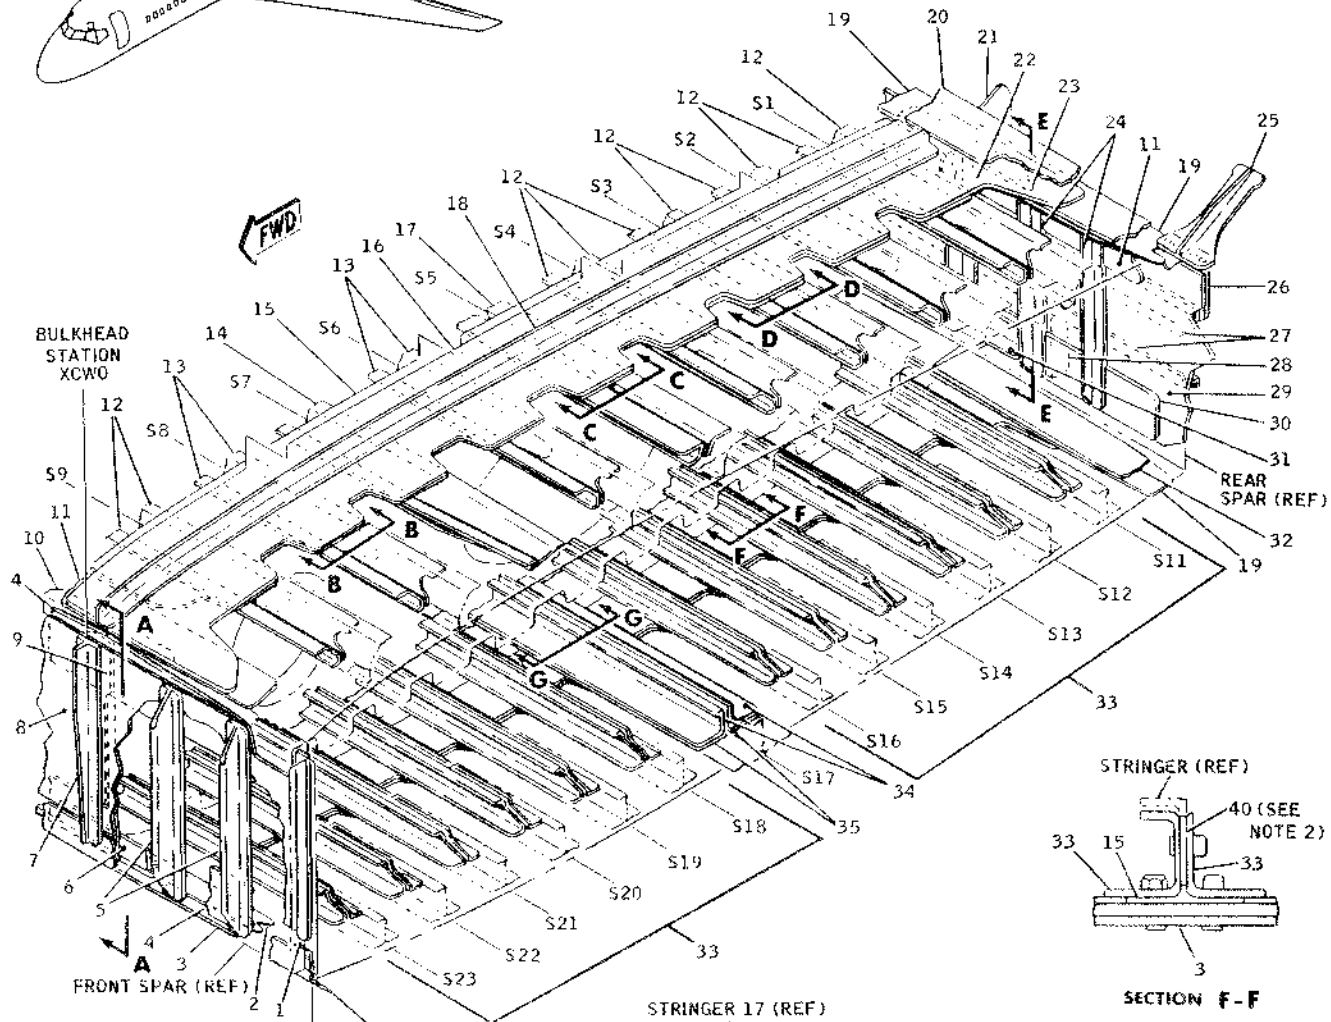 19
20
21
22
23
12
12
S1
E
24
11
25
12
S2
19
12
S3
18
S4
FWD
17
S5
16
13
15
S6
14
S7
13
12
S8
S9
11
10
4
BULKHEAD
STATION
XCWO
D
D
C
C
B
B
F
F
G
G
E
26
27
28
29
30
31
REAR
SPAR (REF)
32
19
S11
S12
S13
33
S14
S15
S16
S17
34
35
S18
S19
S20
S21
33
S22
S23
A
9
8
7
6
5
4
3
A
FRONT SPAR (REF)
2
1
STRINGER 17 (REF)
STRINGER (REF)
40 (SEE
NOTE 2)
33
15
33
3
SECTION F-F